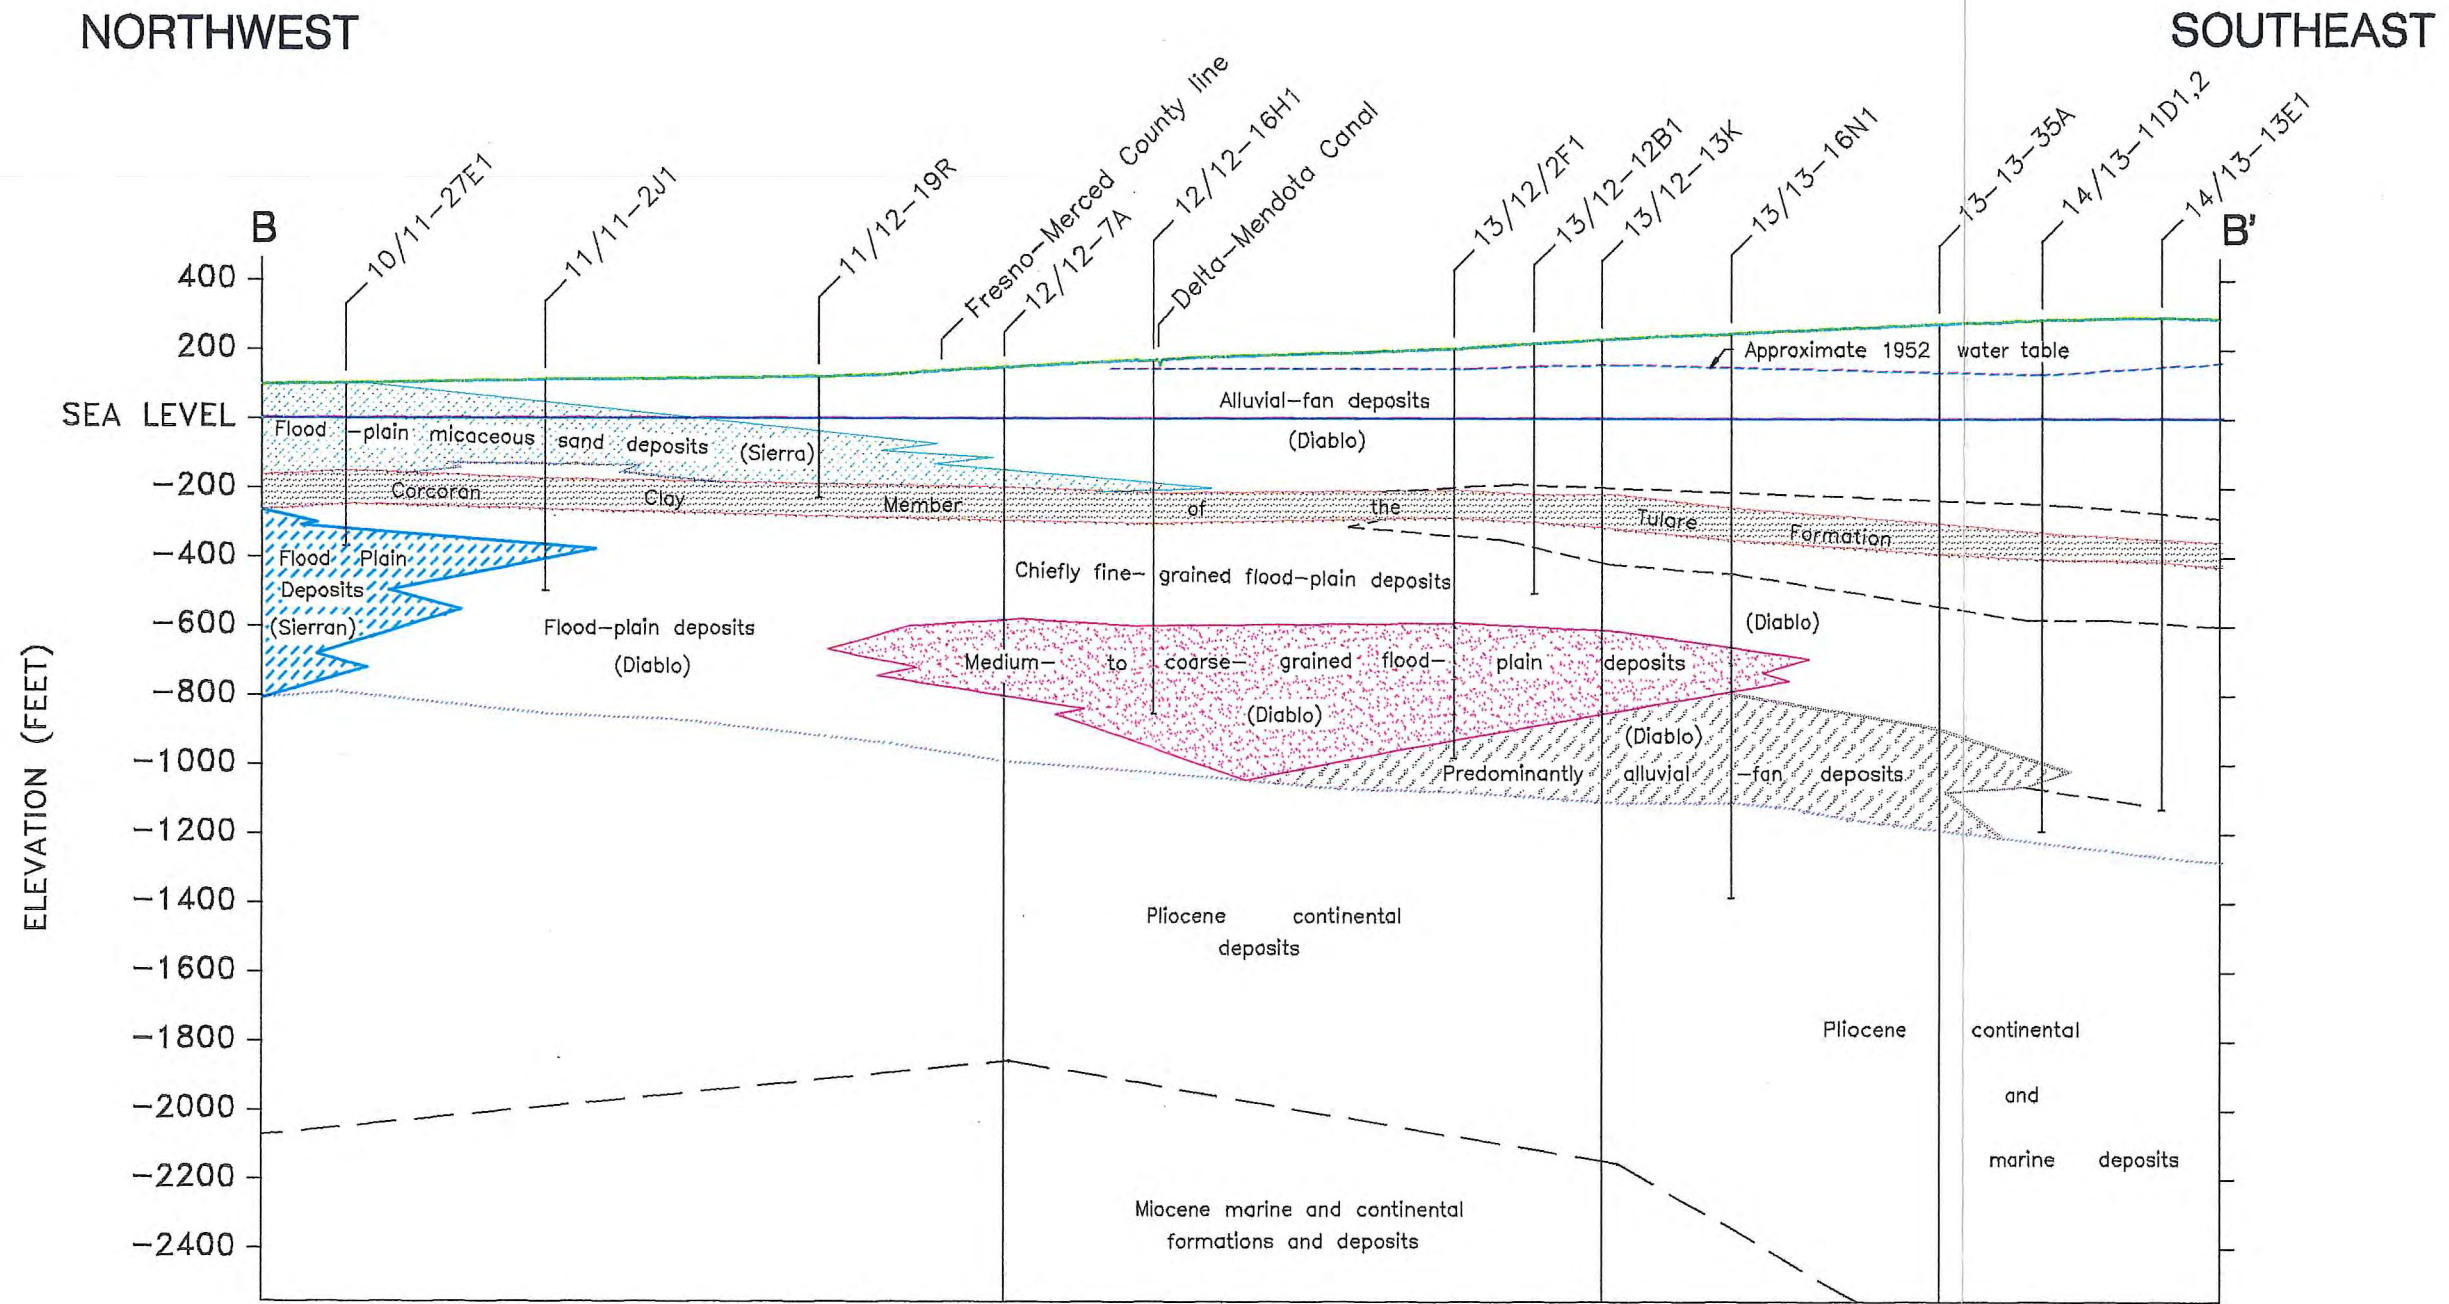 NORTHWEST
SOUTHEAST
B
10/11-27E1
11/11-2J1
11/12-19R
Fresno-Merced County line
12/12-7A
12/12-16H1
Delta-Mendota Canal
13/12/2F1
13/12-12B1
13/12-13K
13/13-16N1
13-13-35A
14/13-11D1,2
14/13-13E1
B'
ELEVATION (FEET)
400
200
SEA LEVEL
-200
-400
-600
-800
-1000
-1200
-1400
-1600
-1800
-2000
-2200
-2400
Approximate 1952 water table
Alluvial-fan deposits
(Diablo)
Flood-plain micaceous sand deposits (Sierra)
Corcoran Clay Member of the Tulare Formation
Flood Plain
Deposits
(Sierran)
Chiefly fine-grained flood-plain deposits
(Diablo)
Flood-plain deposits
(Diablo)
Medium- to coarse-grained flood-plain deposits
(Diablo)
(Diablo)
Predominantly alluvial-fan deposits
Pliocene continental
deposits
Pliocene continental
and
marine deposits
Miocene marine and continental
formations and deposits